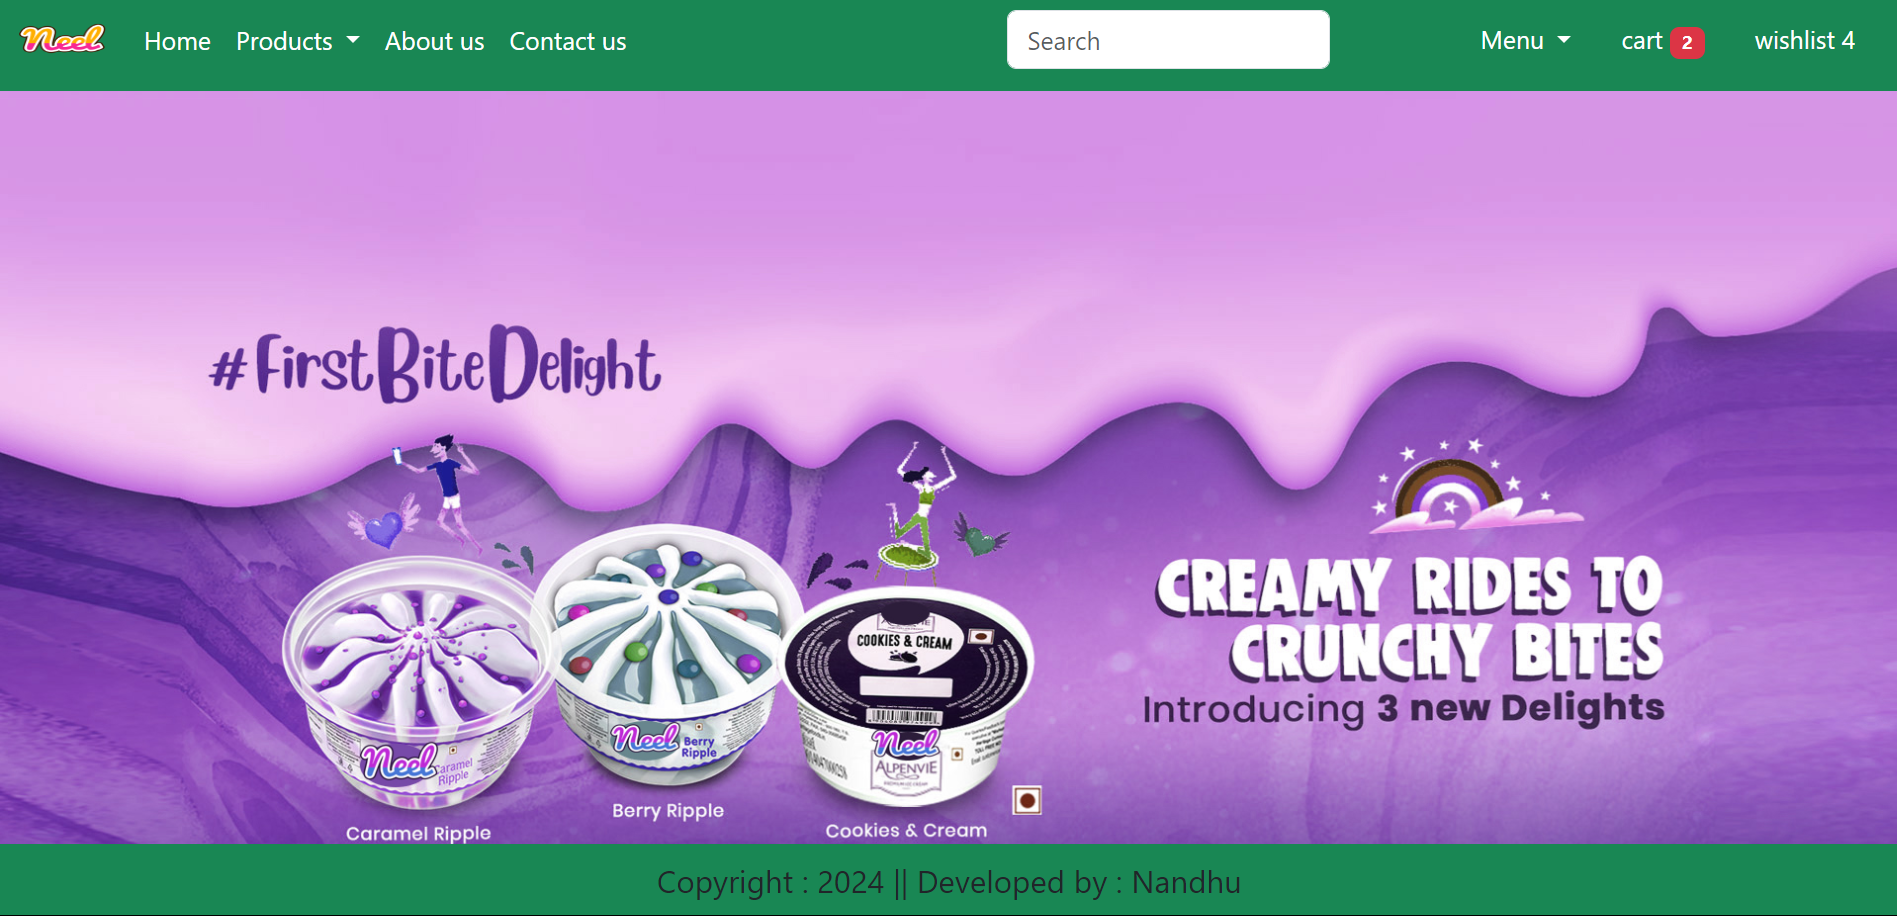 Neel
Home
Products
About us
Contact us
Search
Menu
cart 2
wishlist 4
#FirstBiteDelight
CREAMY RIDES TO
CRUNCHY BITES
Introducing 3 new Delights
COOKIES & CREAM
Neel
Caramel
Ripple
Neel
Berry
Ripple
Neel
ALPENVIE
Caramel Ripple
Berry Ripple
Cookies & Cream
Copyright : 2024 || Developed by : Nandhu